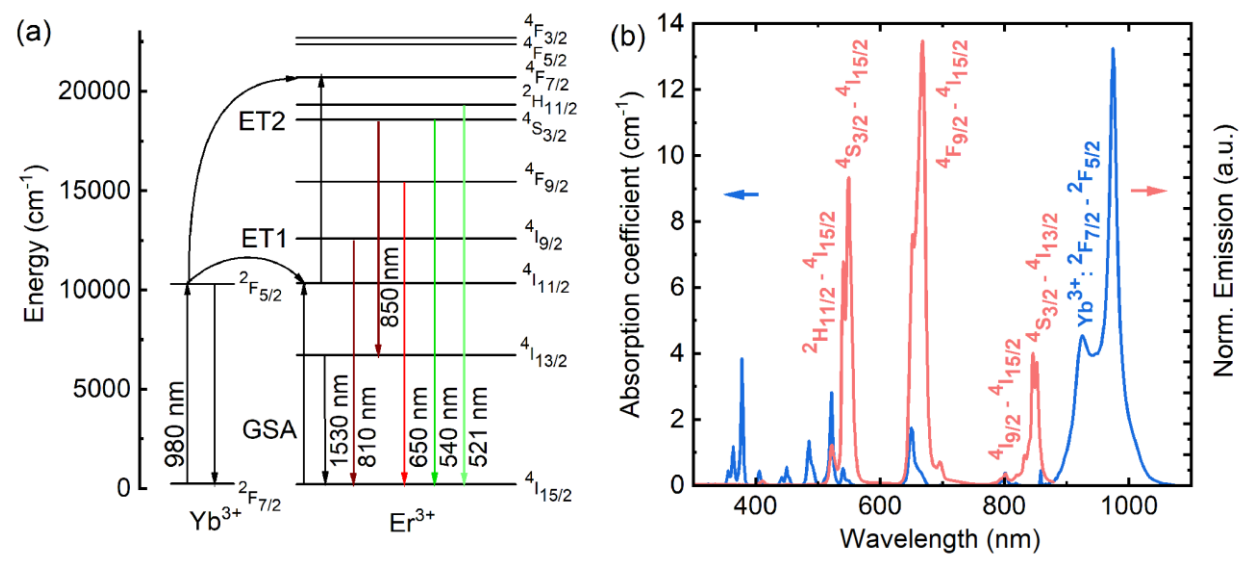 (a)
Energy (cm⁻¹)
20000
15000
10000
5000
0
⁴F₃/₂
⁴F₅/₂
⁴F₇/₂
²H₁₁/₂
⁴S₃/₂
⁴F₉/₂
⁴I₉/₂
⁴I₁₁/₂
⁴I₁₃/₂
⁴I₁₅/₂
ET2
ET1
²F₅/₂
²F₇/₂
GSA
980 nm
1530 nm
810 nm
850 nm
650 nm
540 nm
521 nm
Yb³⁺
Er³⁺
(b)
Absorption coefficient (cm⁻¹)
14
12
10
8
6
4
2
0
²H₁₁/₂ - ⁴I₁₅/₂
⁴S₃/₂ - ⁴I₁₅/₂
⁴F₉/₂ - ⁴I₁₅/₂
⁴I₉/₂ - ⁴I₁₅/₂
⁴S₃/₂ - ⁴I₁₃/₂
Yb³⁺: ²F₇/₂ - ²F₅/₂
Norm. Emission (a.u.)
400 600 800 1000
Wavelength (nm)